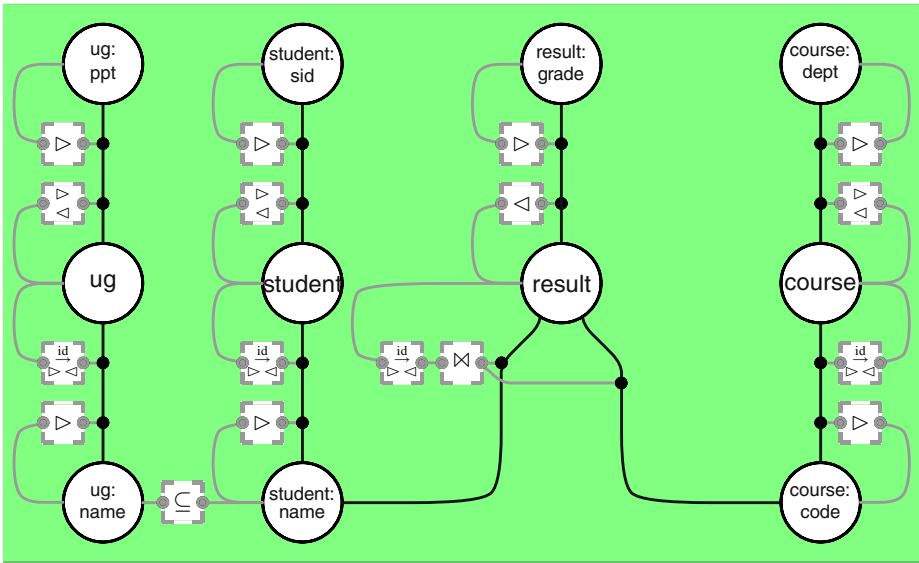 ug:
ppt
student:
sid
result:
grade
course:
dept
▷
▷
▷
▷
▷
◁
▷
◁
◁
▷
◁
ug
student
result
course
id
→
▷ ◁
id
→
▷ ◁
id
→
▷ ◁
⋈
id
→
▷ ◁
▷
▷
▷
ug:
name
⊆
student:
name
course:
code